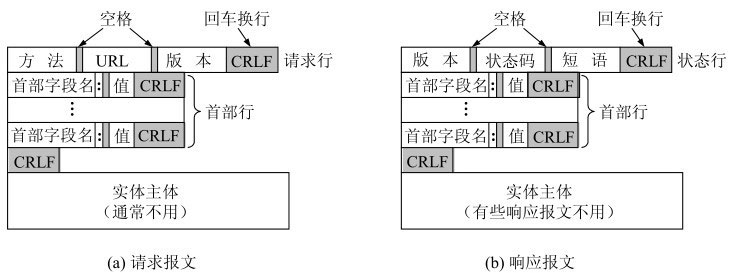 空格 回车换行
方 法 URL 版 本 CRLF 请求行
首部字段名: 值 CRLF
⋮ 首部行
首部字段名: 值 CRLF
CRLF
实体主体
（通常不用）
(a) 请求报文
空格 回车换行
版 本 状态码 短 语 CRLF 状态行
首部字段名: 值 CRLF
⋮ 首部行
首部字段名: 值 CRLF
CRLF
实体主体
（有些响应报文不用）
(b) 响应报文